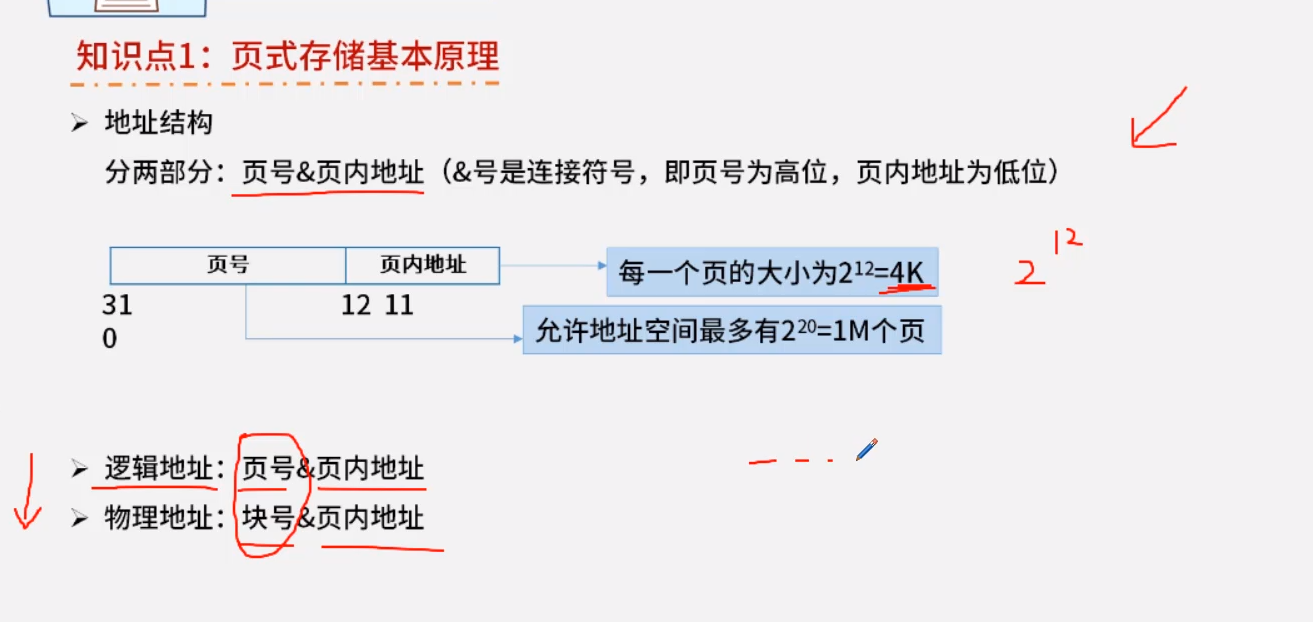 知识点1：页式存储基本原理
➢ 地址结构
分两部分：页号&页内地址（&号是连接符号，即页号为高位，页内地址为低位）
页号 页内地址
每一个页的大小为2¹²=4K
2¹²
31 12 11
0
允许地址空间最多有2²⁰=1M个页
➢ 逻辑地址：页号&页内地址
➢ 物理地址：块号&页内地址